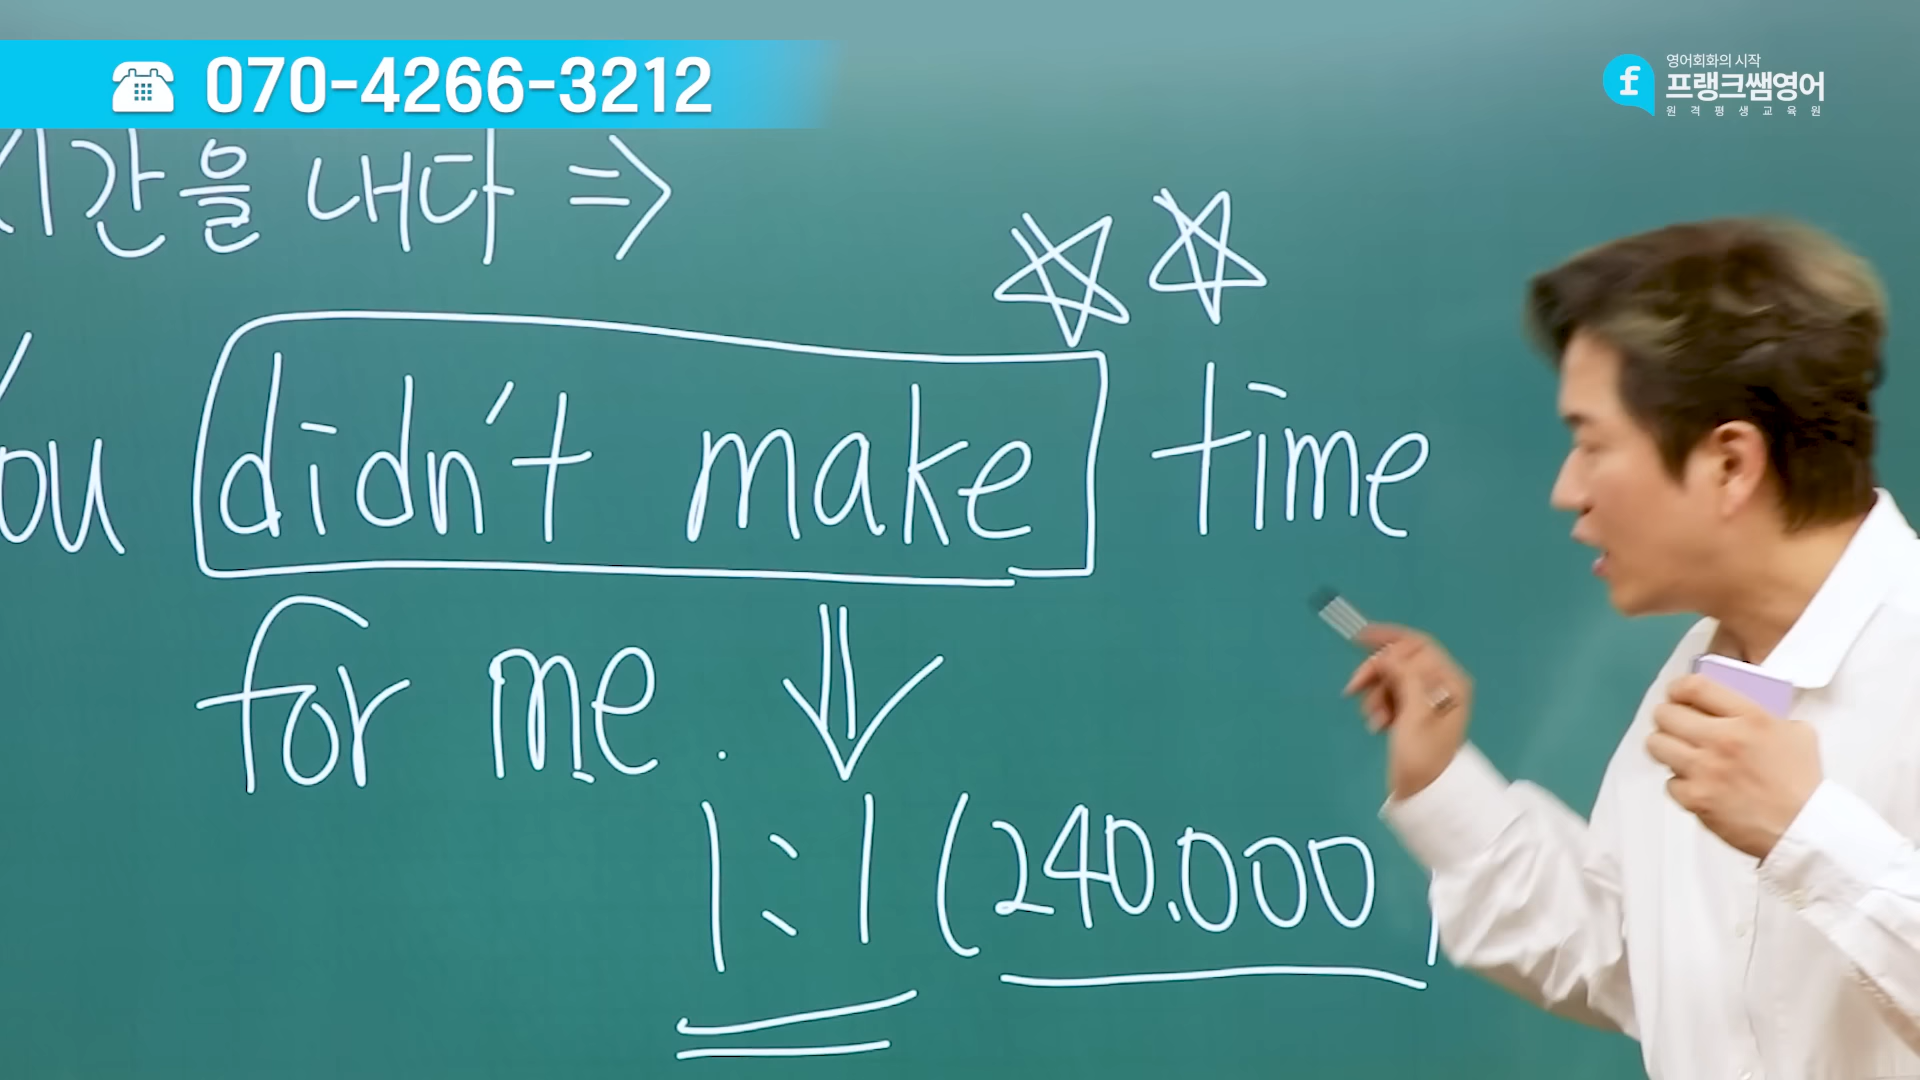 070-4266-3212
영어회화의 시작
프랭크쌤영어
원격평생교육원
시간을 내다 ⇒
You didn't make time
for me.
1:1 (240.000)